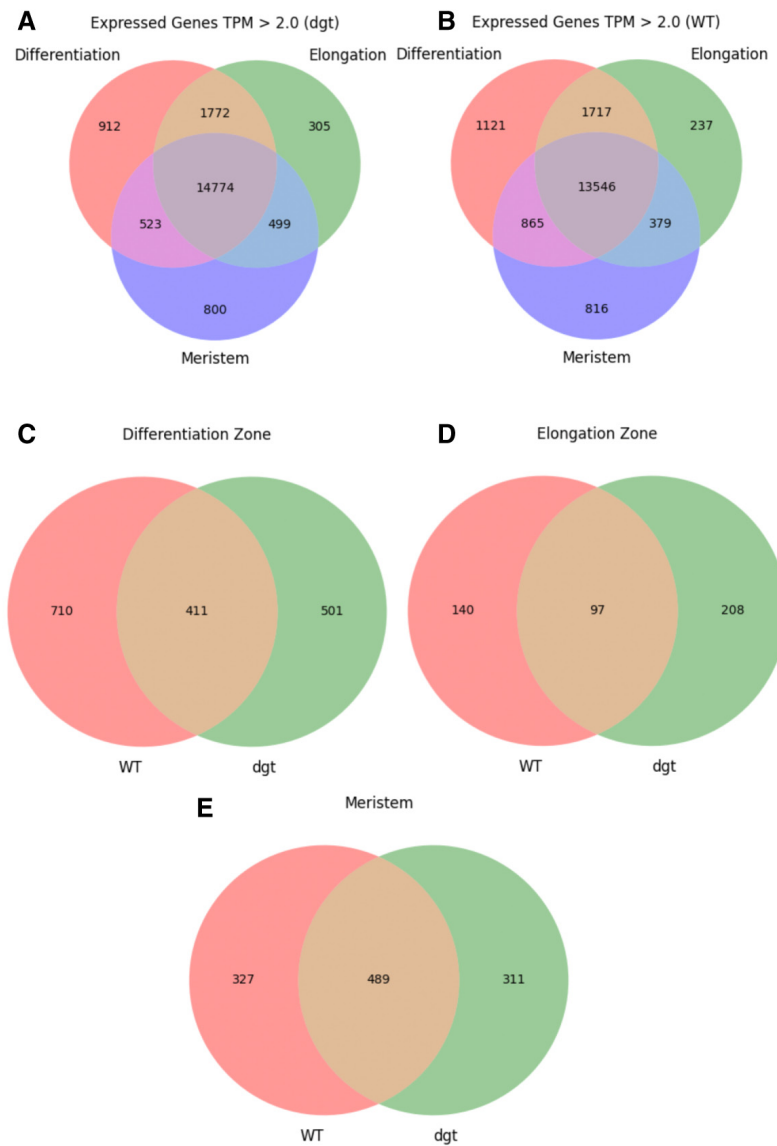 A
Expressed Genes TPM > 2.0 (dgt)
Differentiation
Elongation
912
1772
305
14774
523
499
800
Meristem
B
Expressed Genes TPM > 2.0 (WT)
Differentiation
Elongation
1121
1717
237
13546
865
379
816
Meristem
C
Differentiation Zone
710
411
501
WT
dgt
D
Elongation Zone
140
97
208
WT
dgt
E
Meristem
327
489
311
WT
dgt